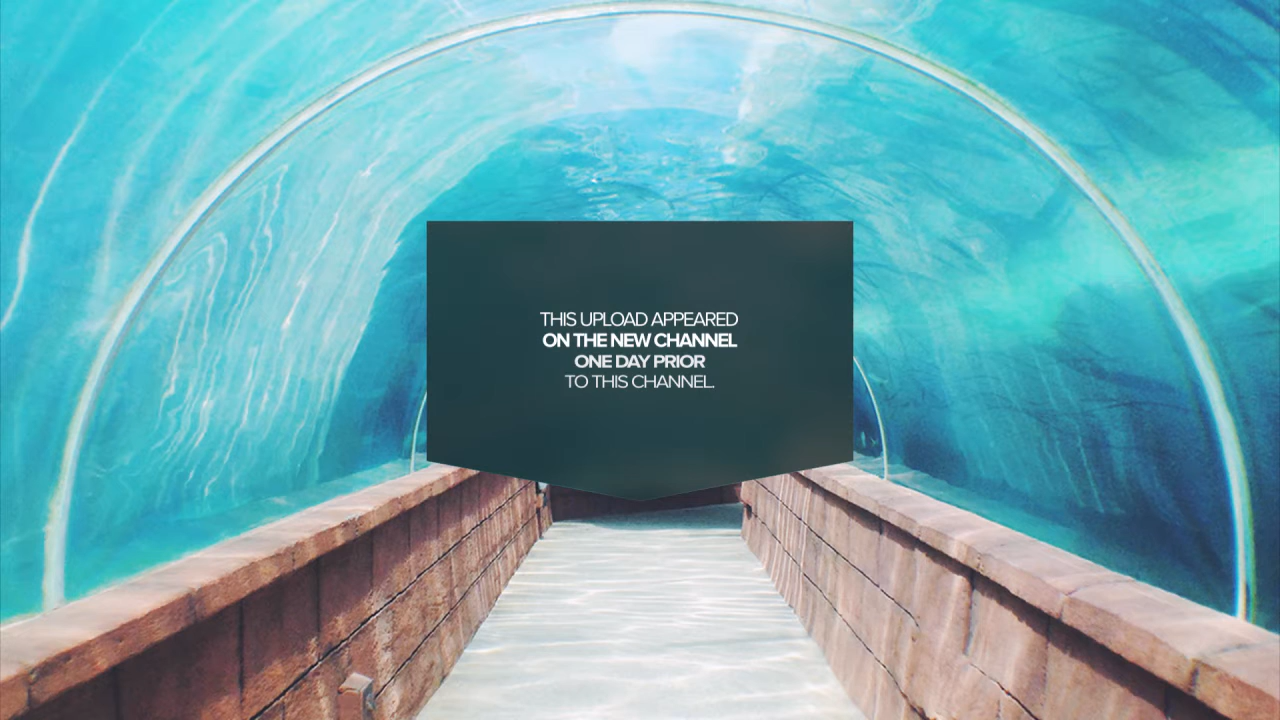 THIS UPLOAD APPEARED
ON THE NEW CHANNEL
ONE DAY PRIOR
TO THIS CHANNEL.